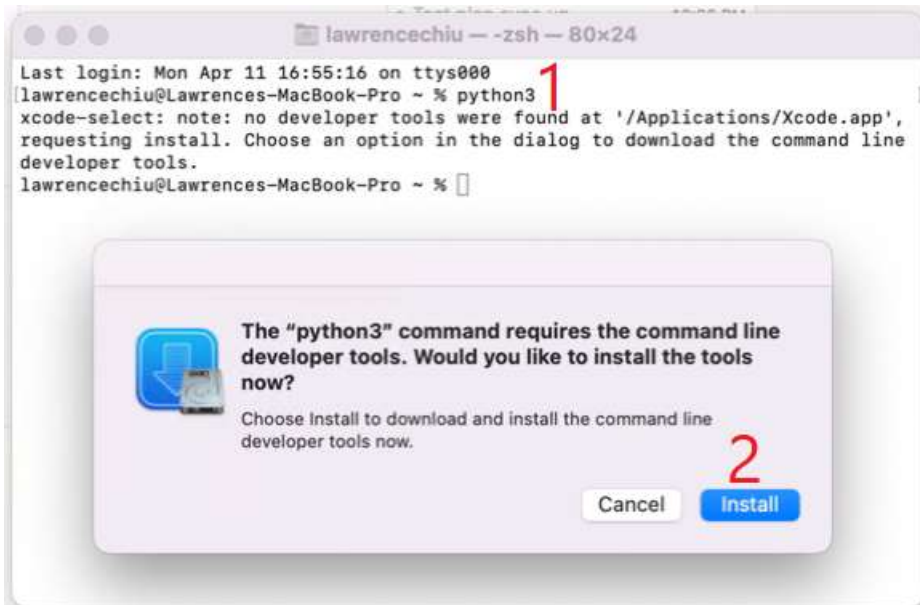 lawrencechiu — -zsh — 80×24
Last login: Mon Apr 11 16:55:16 on ttys000
1
[lawrencechiu@Lawrences-MacBook-Pro ~ % python3
xcode-select: note: no developer tools were found at '/Applications/Xcode.app',
requesting install. Choose an option in the dialog to download the command line
developer tools.
lawrencechiu@Lawrences-MacBook-Pro ~ %
The “python3” command requires the command line
developer tools. Would you like to install the tools
now?
Choose Install to download and install the command line
developer tools now.
2
Cancel Install